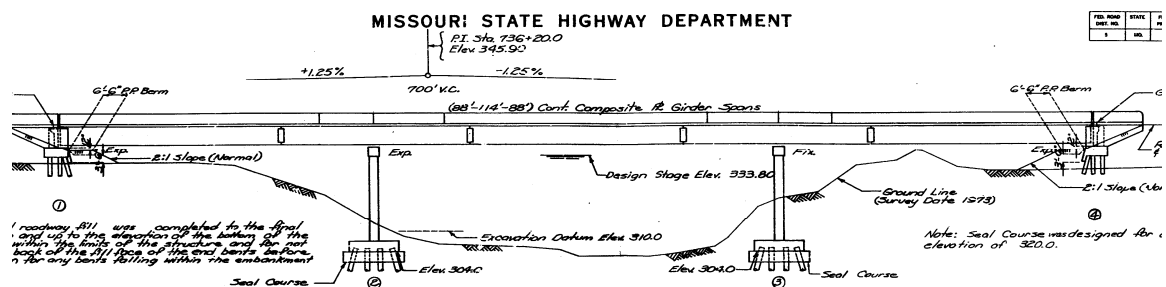 MISSOURI STATE HIGHWAY DEPARTMENT
FED. ROAD DIST. NO.
STATE
5
MO.
P.I. Sta. 736+20.0
Elev. 345.90
+1.25%
-1.25%
700' V.C.
6'-6" P.R. Berm
(88'-114'-88') Cont. Composite Pl. Girder Spans
6'-6" P.R. Berm
Exp.
2:1 Slope (Normal)
Exp.
Design Stage Elev. 333.80
Fix.
Exp.
Ground Line
(Survey Date 1973)
2:1 Slope
1
4
roadway fill was completed to the final
and up to the elevation of the bottom of the
within the limits of the structure and for not
back of the fill face of the end bents before
for any bents falling within the embankment
Excavation Datum Elev. 310.0
Note: Seal Course was designed for
elevation of 320.0.
Elev. 304.0
Seal Course
2
Elev. 304.0
Seal Course
3